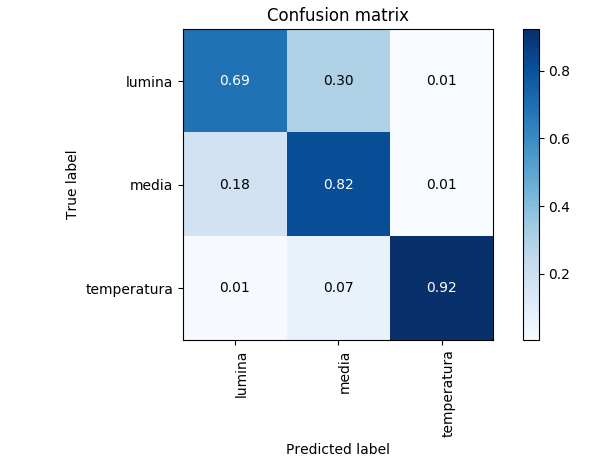 Confusion matrix
lumina 0.69 0.30 0.01
media 0.18 0.82 0.01
temperatura 0.01 0.07 0.92
lumina media temperatura
True label
Predicted label
0.8
0.6
0.4
0.2